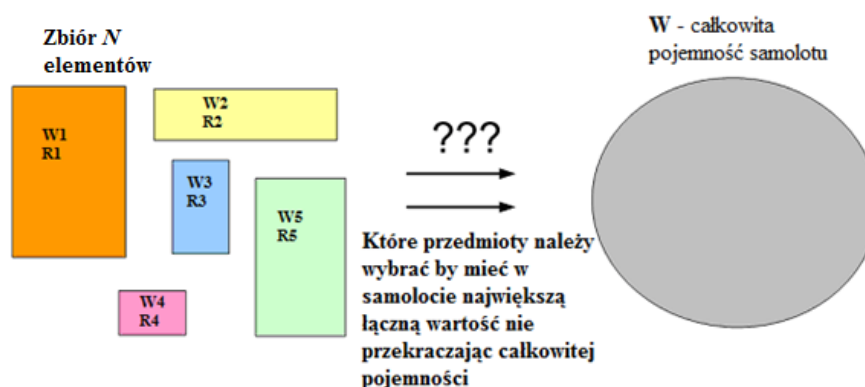 Zbiór N
elementów
W1
R1
W2
R2
W3
R3
W4
R4
W5
R5
???
Które przedmioty należy
wybrać by mieć w
samolocie największą
łączną wartość nie
przekraczając całkowitej
pojemności
W - całkowita
pojemność samolotu